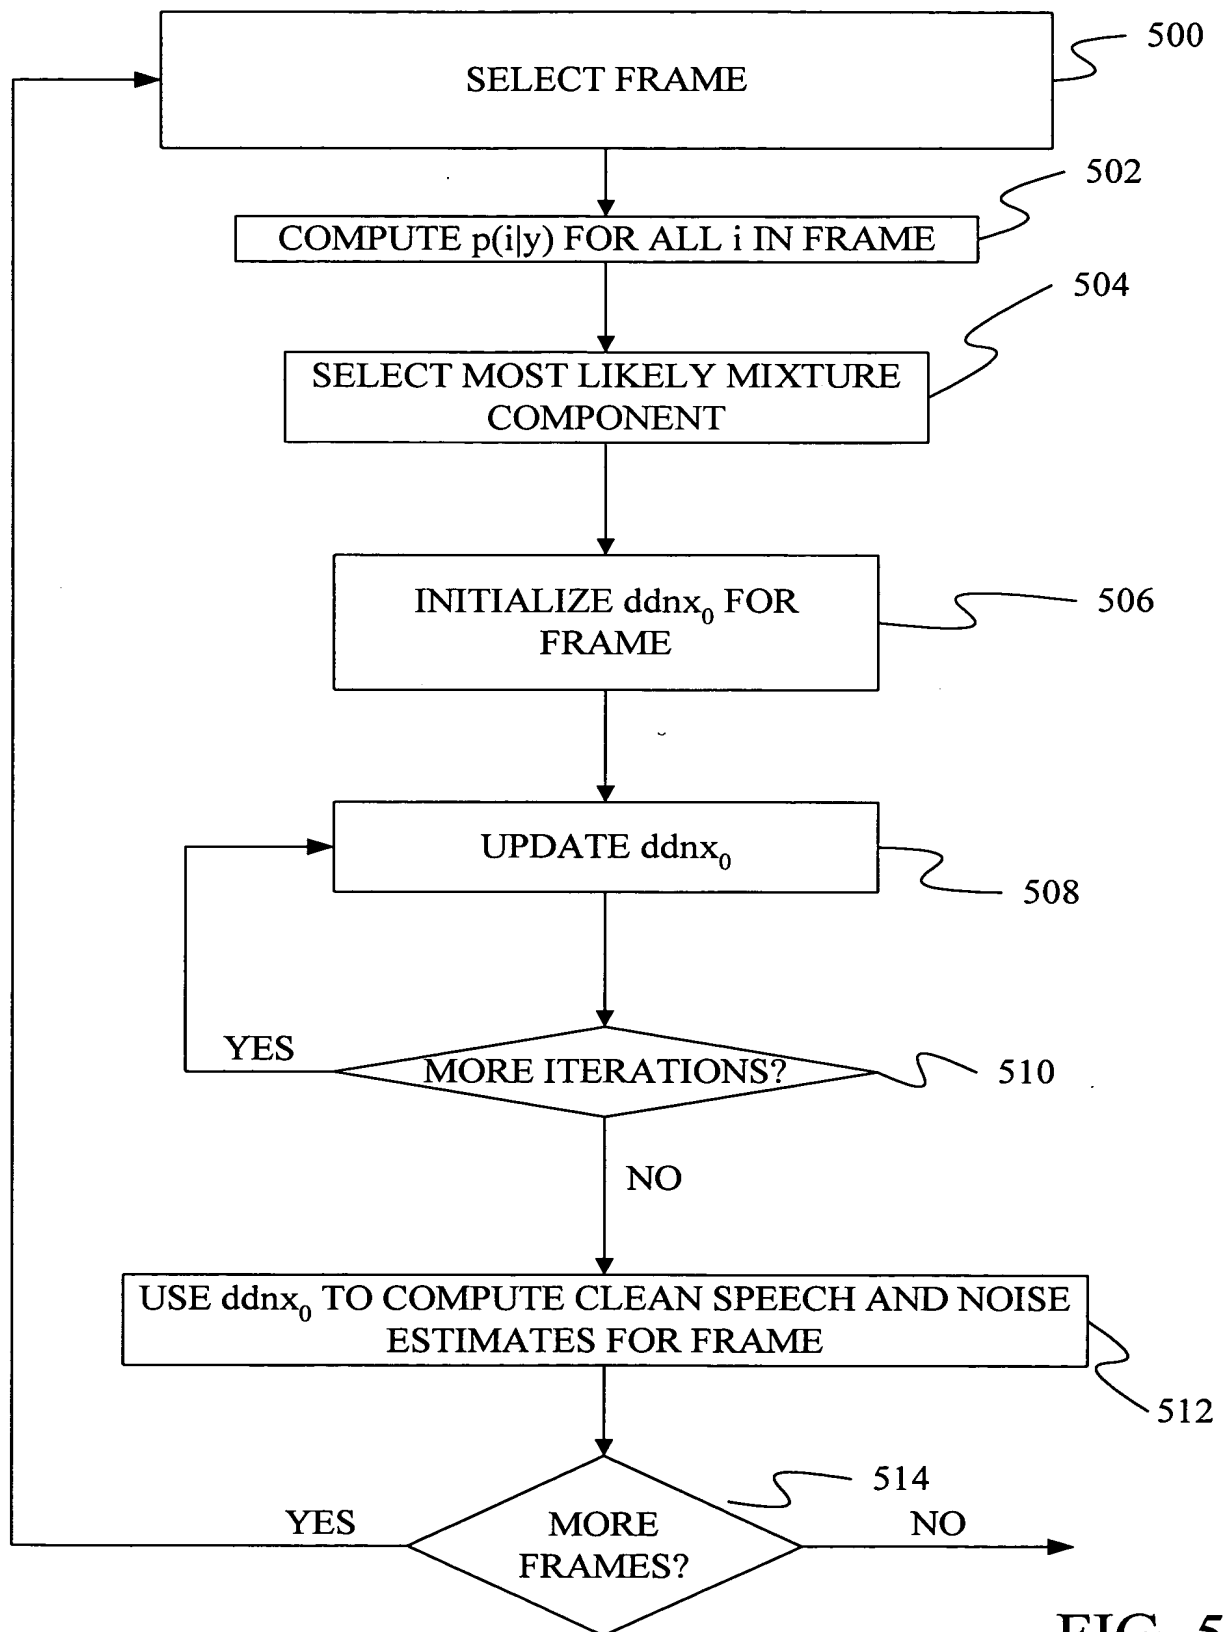 500
SELECT FRAME
502
COMPUTE p(i|y) FOR ALL i IN FRAME
504
SELECT MOST LIKELY MIXTURE
COMPONENT
INITIALIZE ddnx₀ FOR
FRAME
506
UPDATE ddnx₀
508
YES
MORE ITERATIONS?
510
NO
USE ddnx₀ TO COMPUTE CLEAN SPEECH AND NOISE
ESTIMATES FOR FRAME
512
514
YES
MORE
FRAMES?
NO
FIG. 5